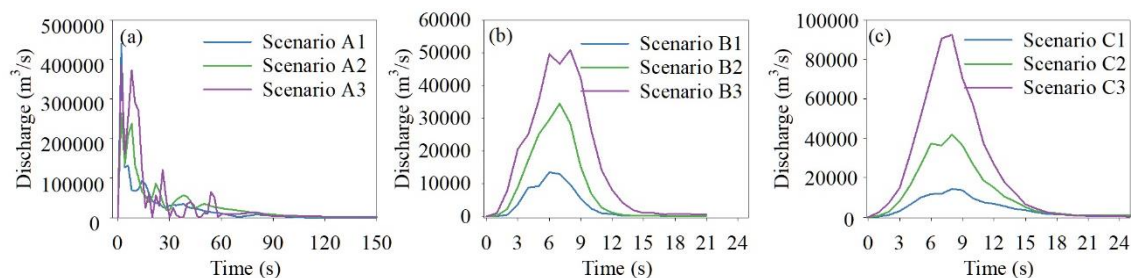 (a)
Discharge (m³/s)
500000
400000
300000
200000
100000
0
Scenario A1
Scenario A2
Scenario A3
0 30 60 90 120 150
Time (s)
(b)
Discharge (m³/s)
60000
50000
40000
30000
20000
10000
0
Scenario B1
Scenario B2
Scenario B3
0 3 6 9 12 15 18 21 24
Time (s)
(c)
Discharge (m³/s)
100000
80000
60000
40000
20000
0
Scenario C1
Scenario C2
Scenario C3
0 3 6 9 12 15 18 21 24
Time (s)